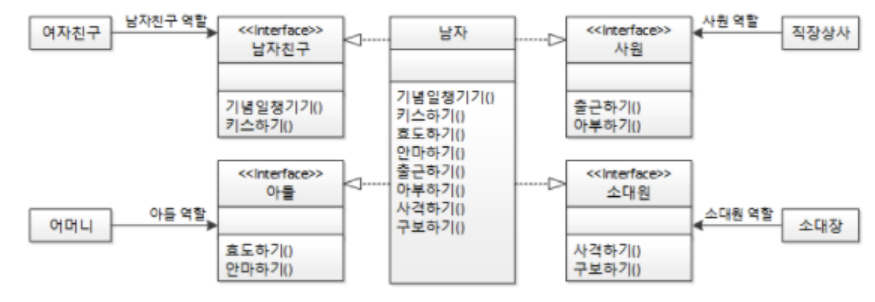 여자친구
남자친구 역할
<<Interface>>
남자친구
기념일챙기기()
키스하기()
남자
기념일챙기기()
키스하기()
효도하기()
안마하기()
출근하기()
아부하기()
사격하기()
구보하기()
<<Interface>>
사원
출근하기()
아부하기()
사원 역할
직장상사
어머니
아들 역할
<<Interface>>
아들
효도하기()
안마하기()
<<Interface>>
소대원
사격하기()
구보하기()
소대원 역할
소대장